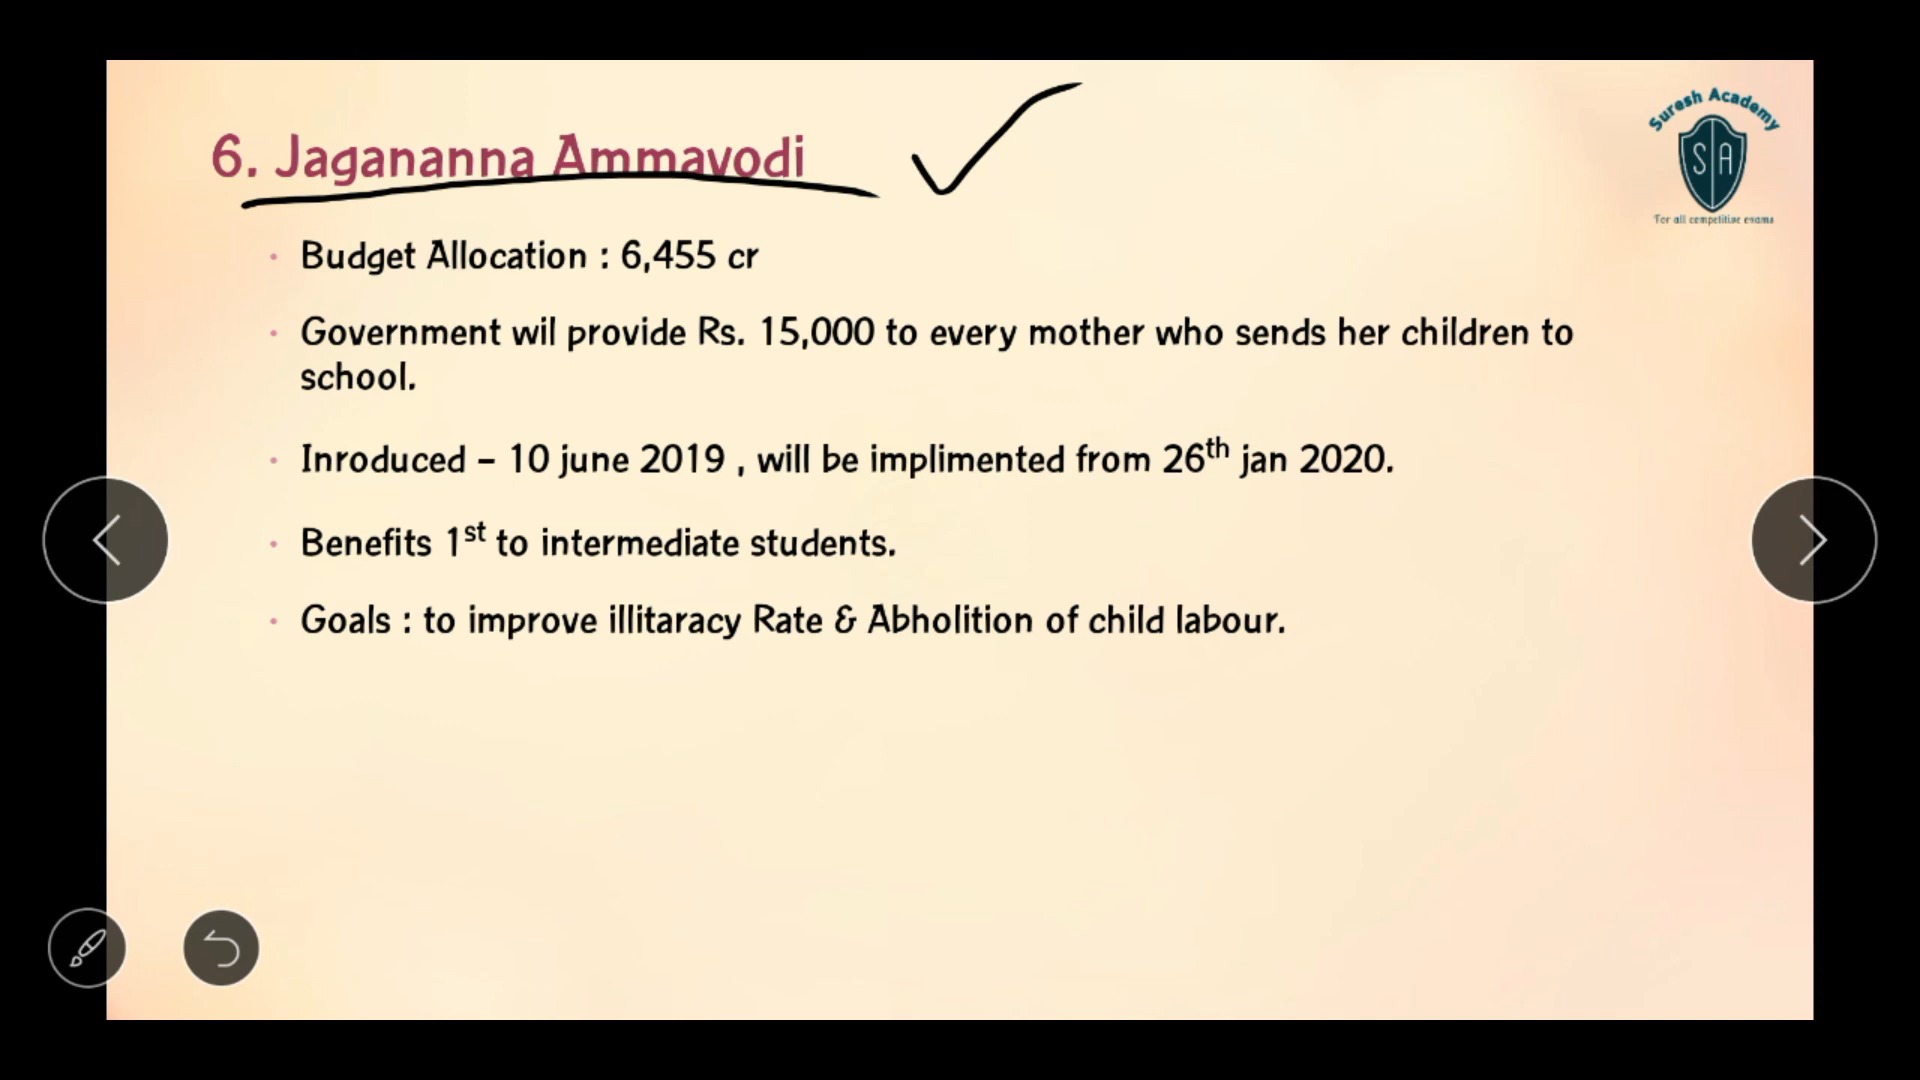 Suresh Academy
SA
For all competitive exams
6. Jagananna Ammavodi
• Budget Allocation : 6,455 cr
• Government wil provide Rs. 15,000 to every mother who sends her children to
school.
• Inroduced – 10 june 2019 , will be implimented from 26th jan 2020.
• Benefits 1st to intermediate students.
• Goals : to improve illitaracy Rate & Abholition of child labour.